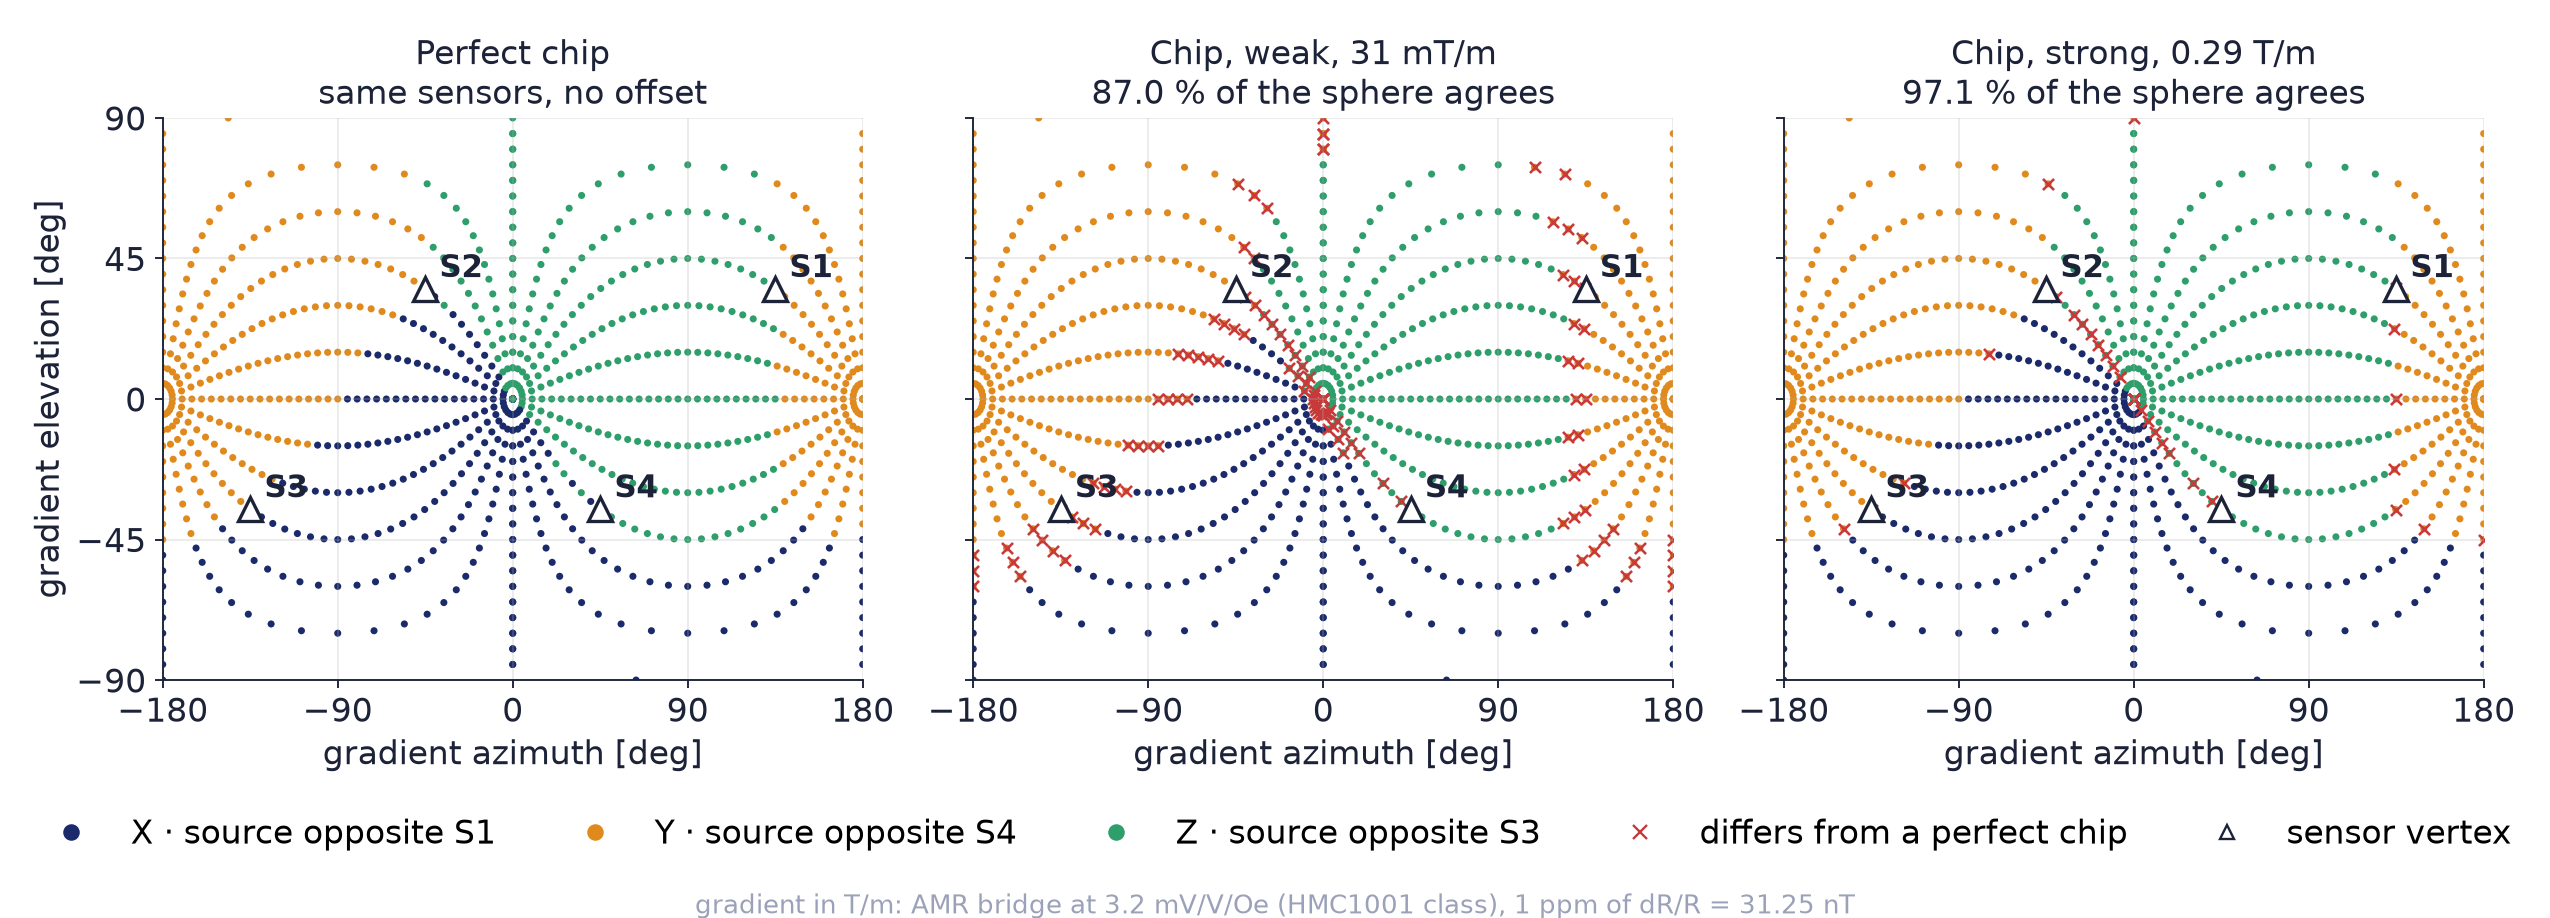 Perfect chip
same sensors, no offset
Chip, weak, 31 mT/m
87.0 % of the sphere agrees
Chip, strong, 0.29 T/m
97.1 % of the sphere agrees
gradient elevation [deg]
90
45
0
−45
−90
S2
S1
S3
S4
S2
S1
S3
S4
S2
S1
S3
S4
−180
−90
0
90
180
−180
−90
0
90
180
−180
−90
0
90
180
gradient azimuth [deg]
gradient azimuth [deg]
gradient azimuth [deg]
X · source opposite S1
Y · source opposite S4
Z · source opposite S3
differs from a perfect chip
sensor vertex
gradient in T/m: AMR bridge at 3.2 mV/V/Oe (HMC1001 class), 1 ppm of dR/R = 31.25 nT